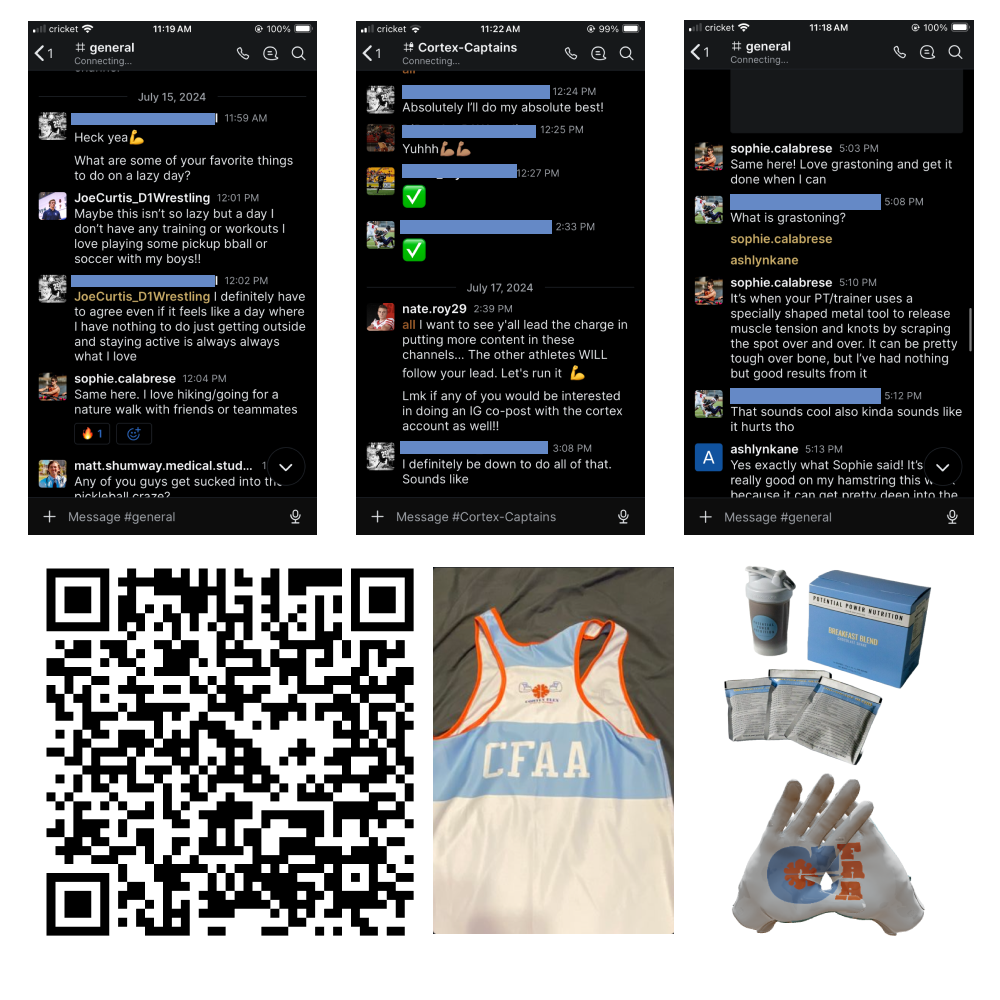 cricket 11:19 AM 100%
1 # general
Connecting...
July 15, 2024
11:59 AM
Heck yea💪
What are some of your favorite things
to do on a lazy day?
JoeCurtis_D1Wrestling 12:01 PM
Maybe this isn't so lazy but a day I
don't have any training or workouts I
love playing some pickup bball or
soccer with my boys!!
12:02 PM
JoeCurtis_D1Wrestling I definitely have
to agree even if it feels like a day where
I have nothing to do just getting outside
and staying active is always always
what I love
sophie.calabrese 12:04 PM
Same here. I love hiking/going for a
nature walk with friends or teammates
🔥 1
matt.shumway.medical.stud... 1
Any of you guys get sucked into the
pickleball craze?
Message #general
cricket 11:22 AM 99%
1 # Cortex-Captains
Connecting...
all
12:24 PM
Absolutely I'll do my absolute best!
12:25 PM
Yuhhh💪🏽💪🏽
12:27 PM
✅
2:33 PM
✅
July 17, 2024
nate.roy29 2:39 PM
all I want to see y'all lead the charge in
putting more content in these
channels... The other athletes WILL
follow your lead. Let's run it 💪
Lmk if any of you would be interested
in doing an IG co-post with the cortex
account as well!!
3:08 PM
I definitely be down to do all of that.
Sounds like
Message #Cortex-Captains
cricket 11:18 AM 100%
1 # general
Connecting...
sophie.calabrese 5:03 PM
Same here! Love grastoning and get it
done when I can
5:08 PM
What is grastoning?
sophie.calabrese
ashlynkane
sophie.calabrese 5:10 PM
It's when your PT/trainer uses a
specially shaped metal tool to release
muscle tension and knots by scraping
the spot over and over. It can be pretty
tough over bone, but I've had nothing
but good results from it
5:12 PM
That sounds cool also kinda sounds like
it hurts tho
A
ashlynkane 5:13 PM
Yes exactly what Sophie said! It's
really good on my hamstring this
because it can get pretty deep into the
Message #general
CFAA
POTENTIAL POWER NUTRITION
BREAKFAST BLEND